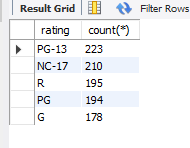 Result Grid Filter Rows
rating count(*)
PG-13 223
NC-17 210
R 195
PG 194
G 178